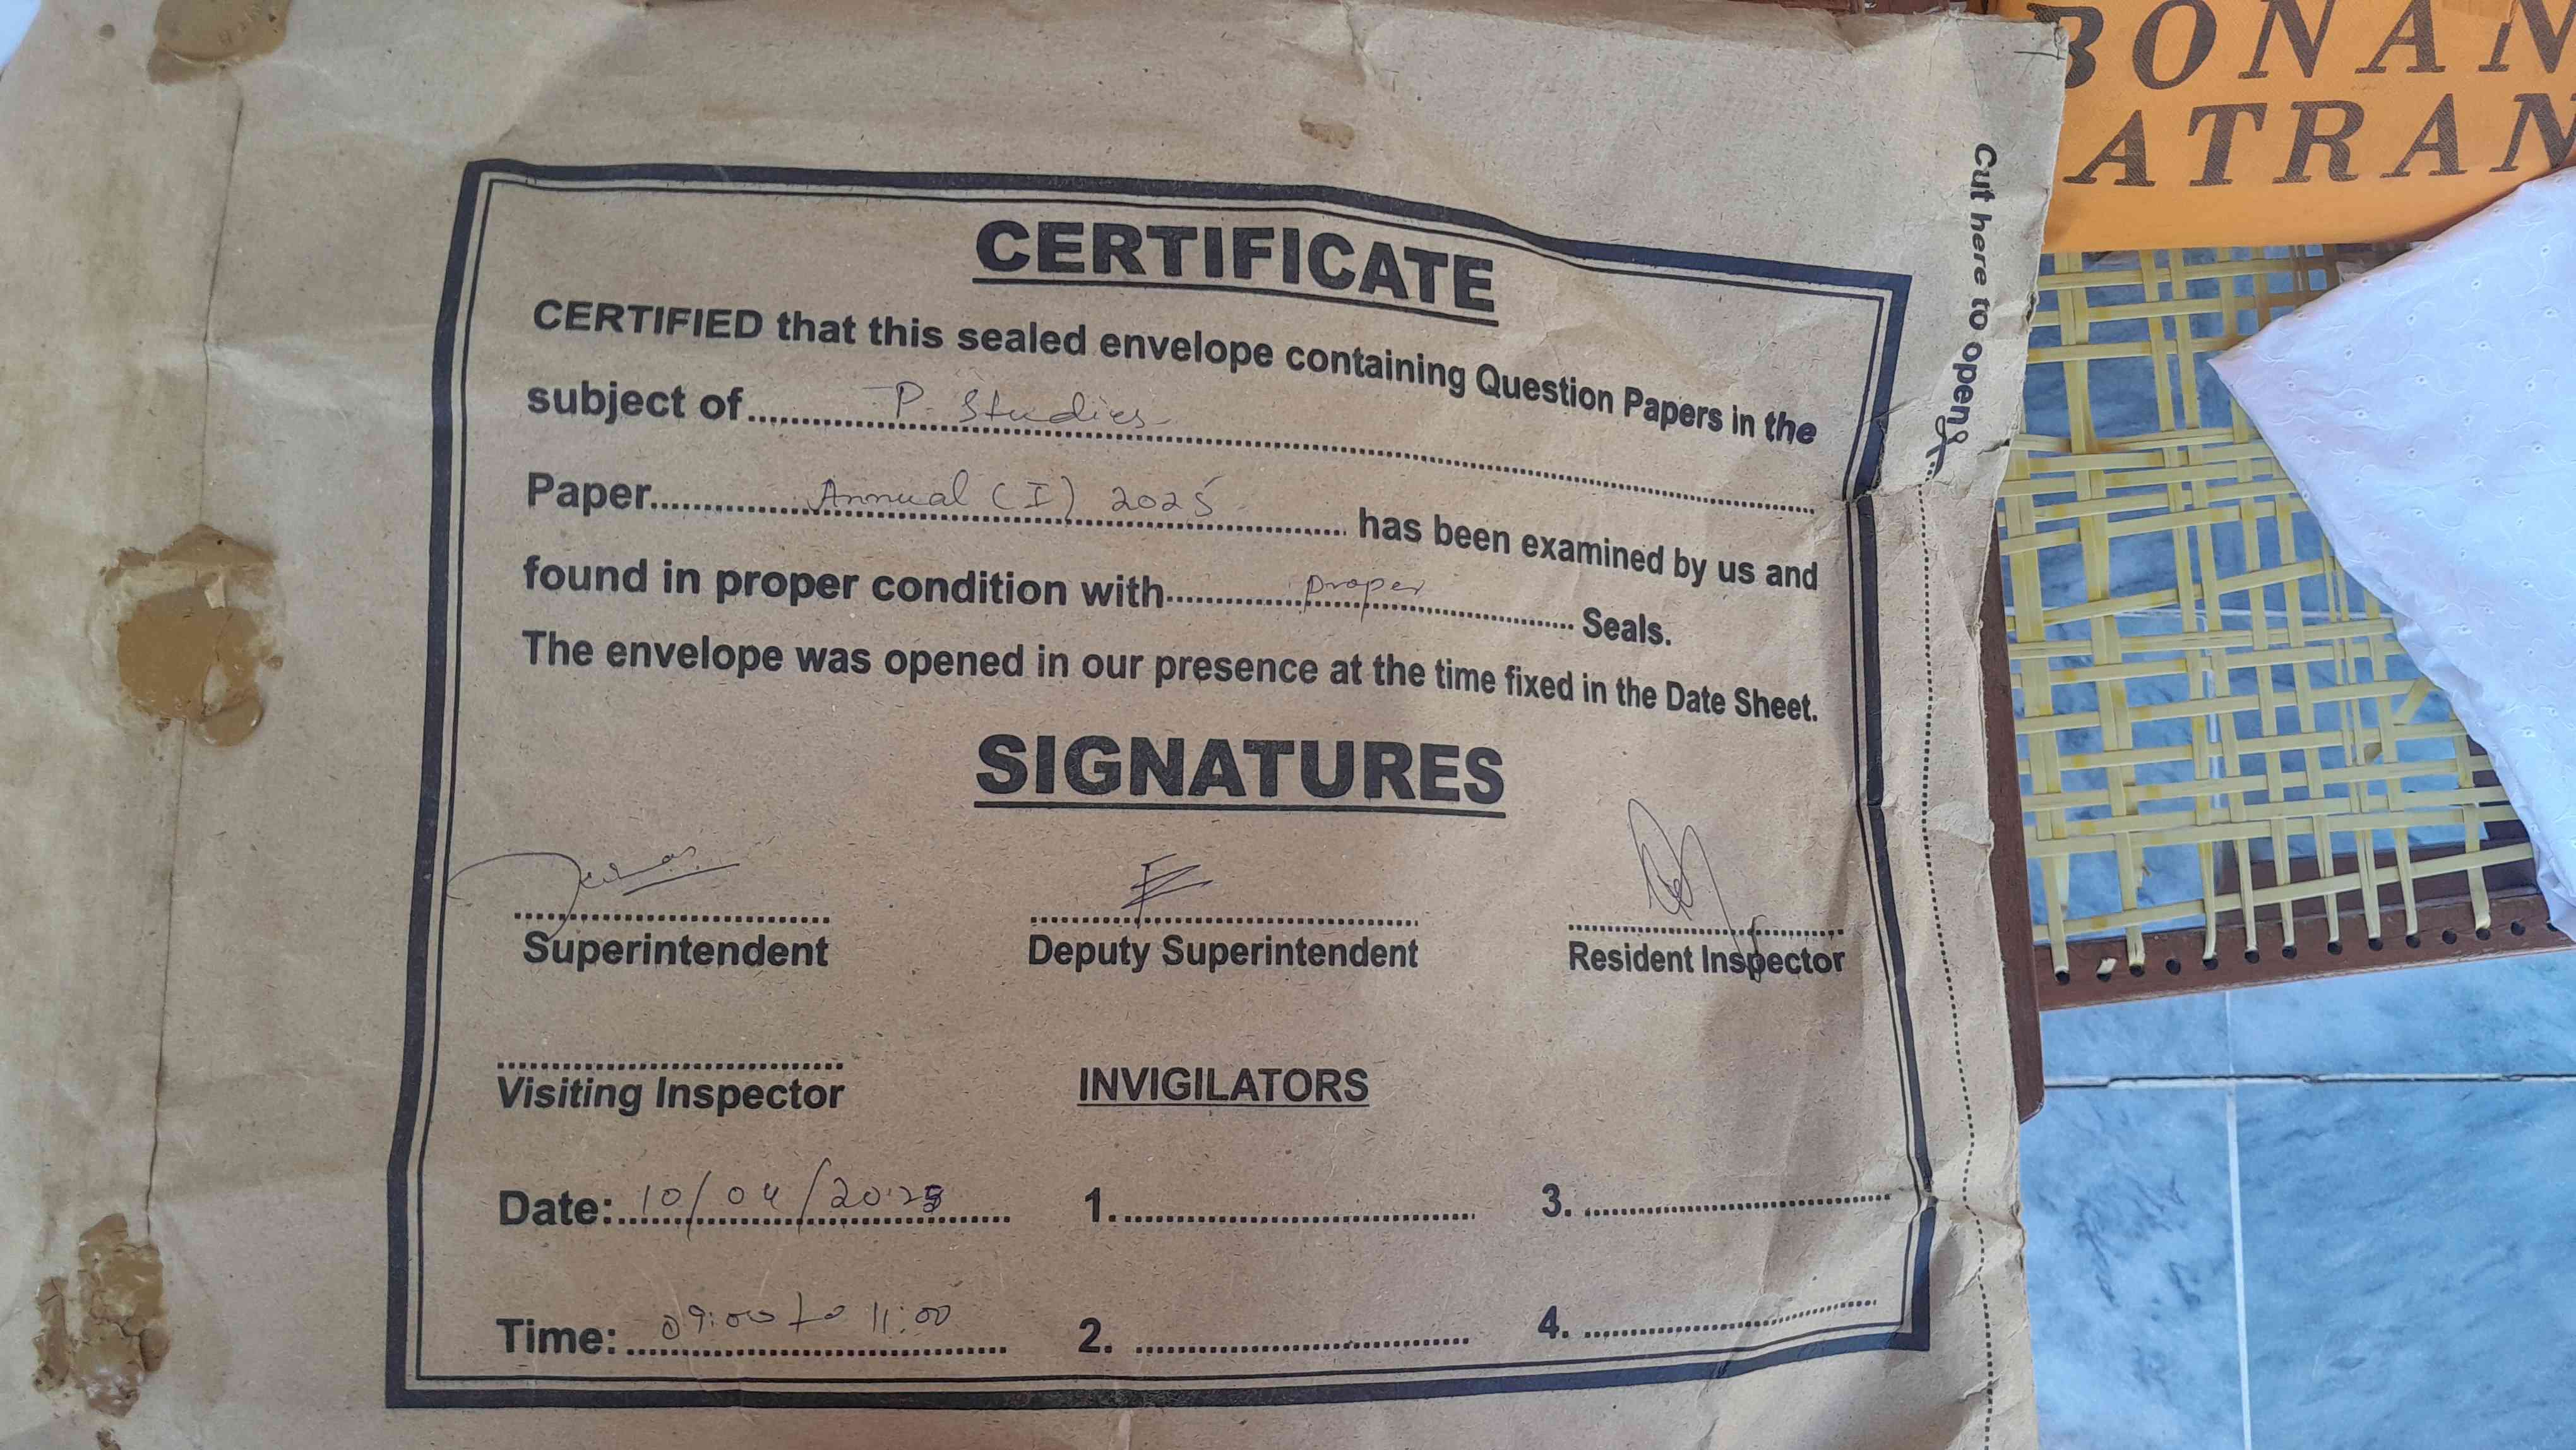 BONAN
ATRAN
Cut here to open
CERTIFICATE
CERTIFIED that this sealed envelope containing Question Papers in the
subject of P. Studies
Paper Annual (I) 2025 has been examined by us and
found in proper condition with proper Seals.
The envelope was opened in our presence at the time fixed in the Date Sheet.
SIGNATURES
Superintendent Deputy Superintendent Resident Inspector
Visiting Inspector INVIGILATORS
Date: 10/04/2025 1. 3.
Time: 09:00 to 11:00 2. 4.